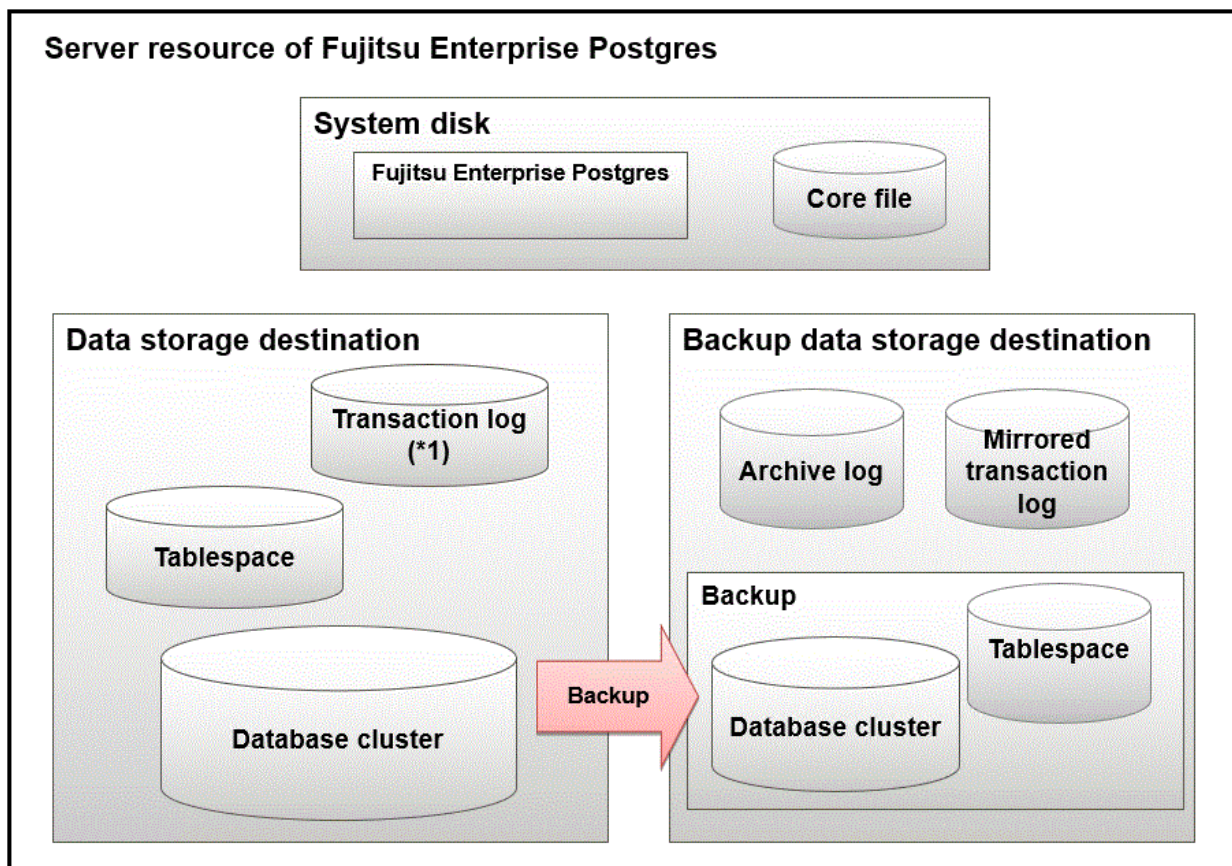 Server resource of Fujitsu Enterprise Postgres
System disk
Fujitsu Enterprise Postgres
Core file
Data storage destination
Transaction log
(*1)
Tablespace
Database cluster
Backup
Backup data storage destination
Archive log
Mirrored
transaction
log
Backup
Tablespace
Database cluster